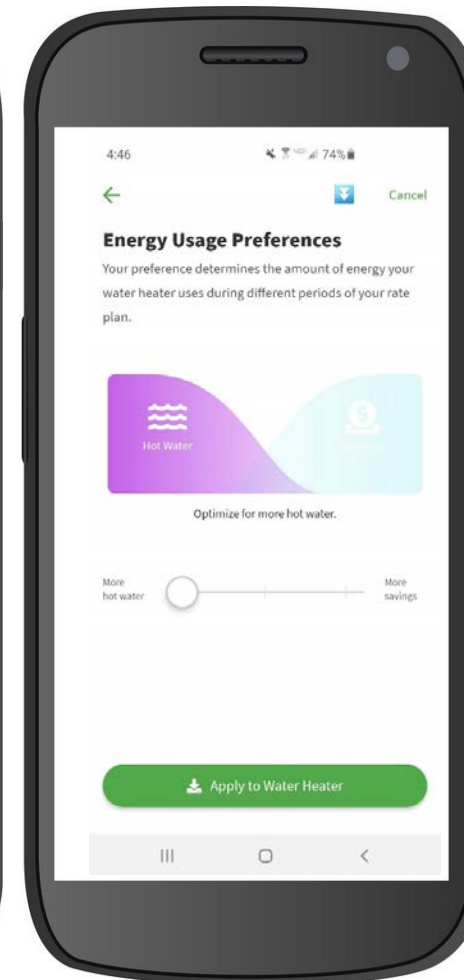 4:46 74%
Cancel
Energy Usage Preferences
Your preference determines the amount of energy your
water heater uses during different periods of your rate
plan.
Hot Water
Optimize for more hot water.
More
hot water
More
savings
Apply to Water Heater